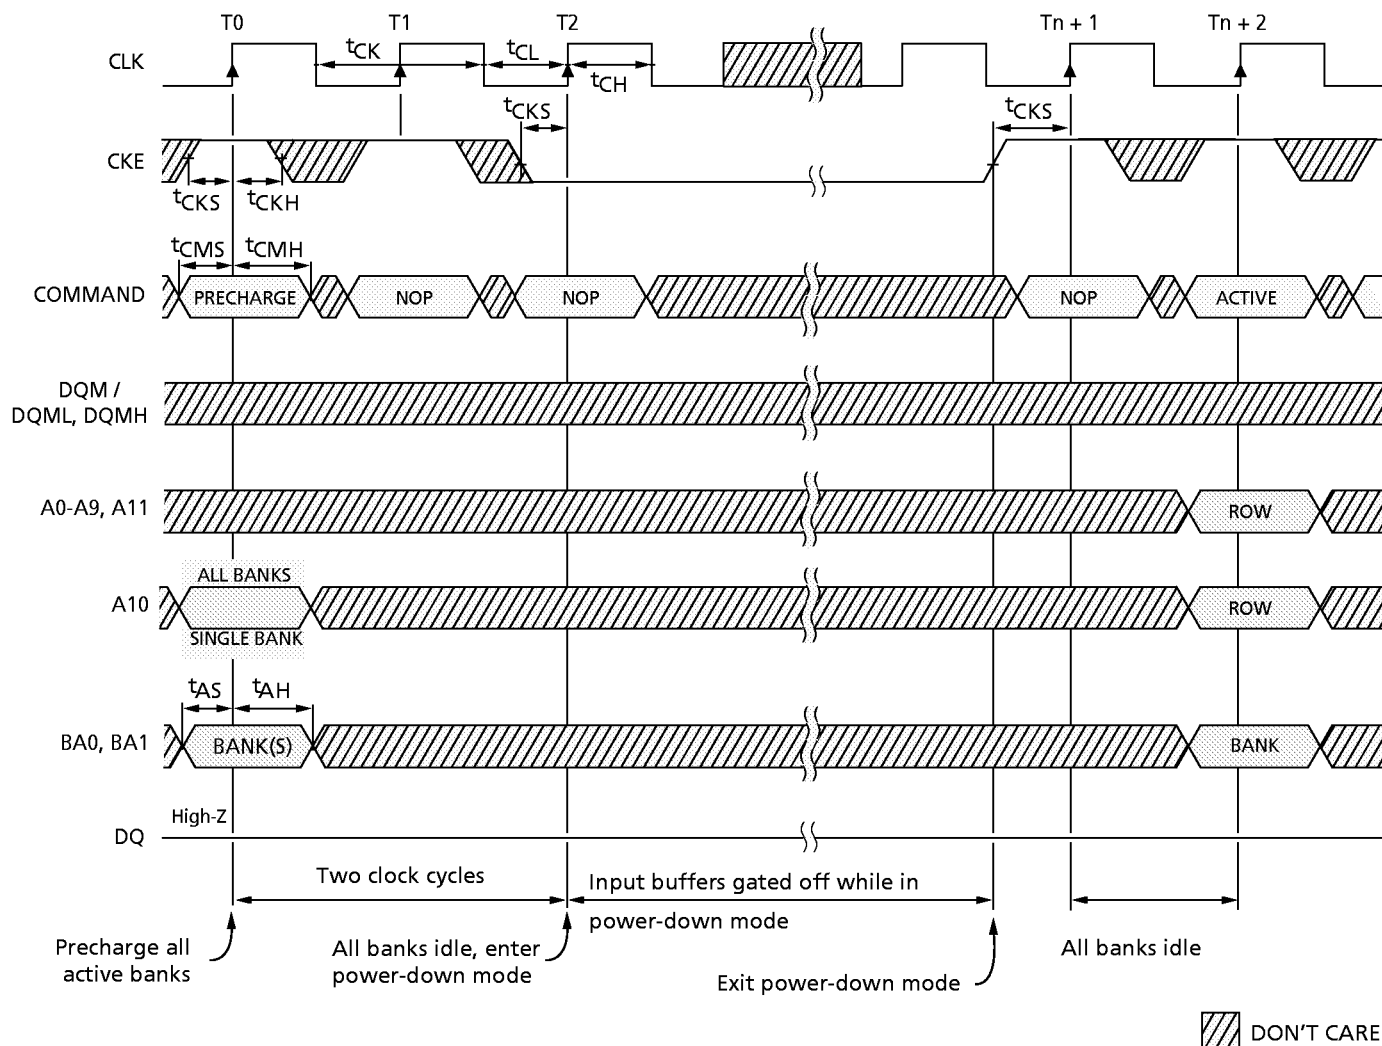 T0 T1 T2 Tn + 1 Tn + 2
CLK tCK tCL tCH
tCKS tCKS
CKE
tCKS tCKH
tCMS tCMH
COMMAND PRECHARGE NOP NOP NOP ACTIVE
DQM /
DQML, DQMH
A0-A9, A11 ROW
ALL BANKS
A10 ROW
SINGLE BANK
tAS tAH
BA0, BA1 BANK(S) BANK
High-Z
DQ
Two clock cycles
Input buffers gated off while in
power-down mode
Precharge all
active banks
All banks idle, enter
power-down mode
Exit power-down mode
All banks idle
DON'T CARE